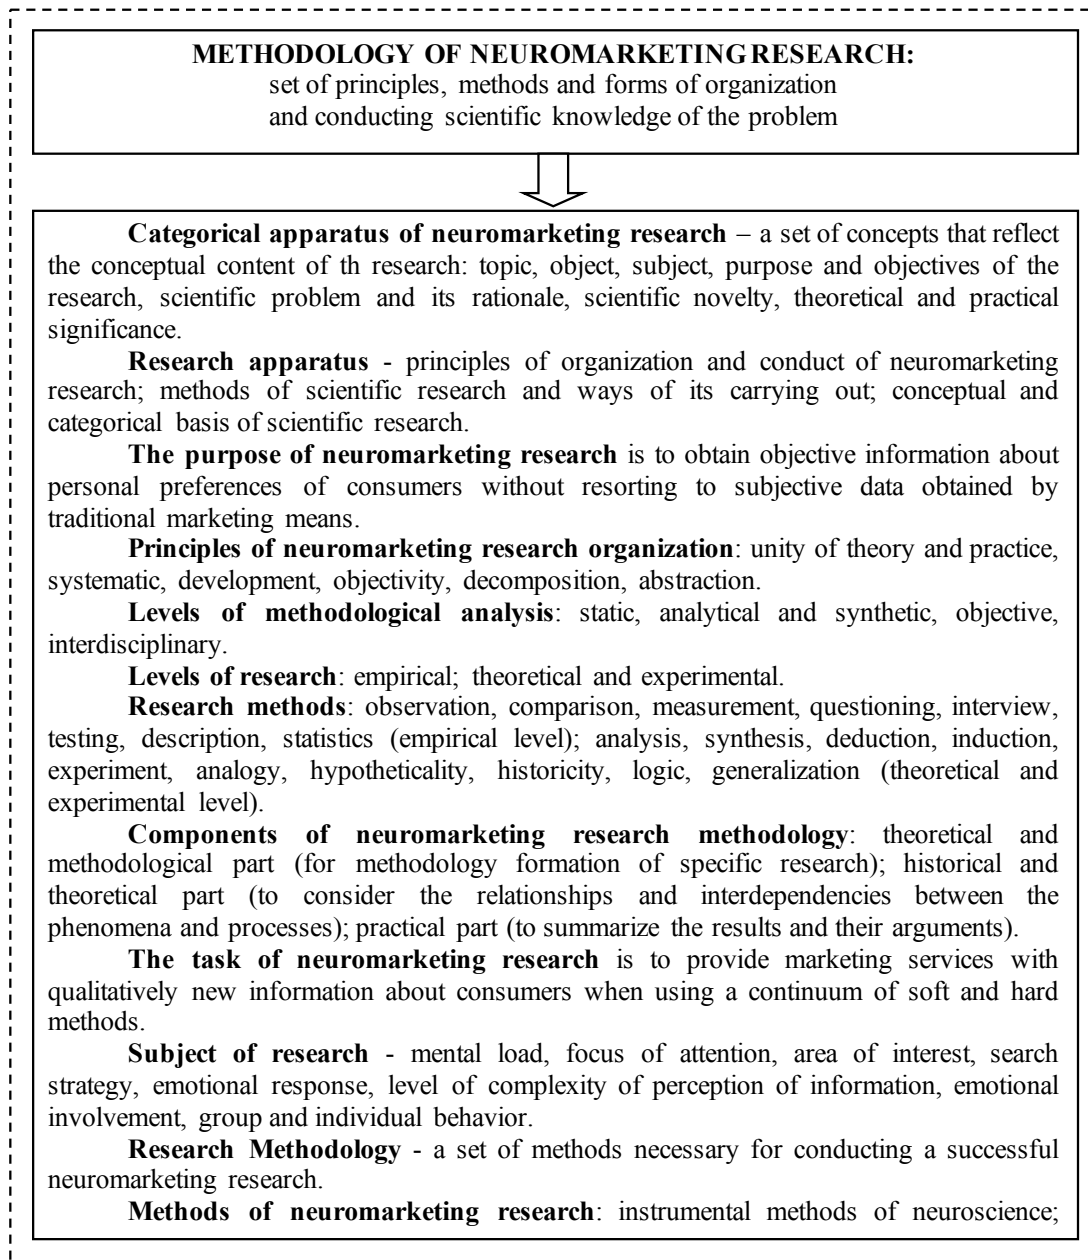 METHODOLOGY OF NEUROMARKETING RESEARCH:
set of principles, methods and forms of organization
and conducting scientific knowledge of the problem
Categorical apparatus of neuromarketing research – a set of concepts that reflect
the conceptual content of th research: topic, object, subject, purpose and objectives of the
research, scientific problem and its rationale, scientific novelty, theoretical and practical
significance.
Research apparatus - principles of organization and conduct of neuromarketing
research; methods of scientific research and ways of its carrying out; conceptual and
categorical basis of scientific research.
The purpose of neuromarketing research is to obtain objective information about
personal preferences of consumers without resorting to subjective data obtained by
traditional marketing means.
Principles of neuromarketing research organization: unity of theory and practice,
systematic, development, objectivity, decomposition, abstraction.
Levels of methodological analysis: static, analytical and synthetic, objective,
interdisciplinary.
Levels of research: empirical; theoretical and experimental.
Research methods: observation, comparison, measurement, questioning, interview,
testing, description, statistics (empirical level); analysis, synthesis, deduction, induction,
experiment, analogy, hypotheticality, historicity, logic, generalization (theoretical and
experimental level).
Components of neuromarketing research methodology: theoretical and
methodological part (for methodology formation of specific research); historical and
theoretical part (to consider the relationships and interdependencies between the
phenomena and processes); practical part (to summarize the results and their arguments).
The task of neuromarketing research is to provide marketing services with
qualitatively new information about consumers when using a continuum of soft and hard
methods.
Subject of research - mental load, focus of attention, area of interest, search
strategy, emotional response, level of complexity of perception of information, emotional
involvement, group and individual behavior.
Research Methodology - a set of methods necessary for conducting a successful
neuromarketing research.
Methods of neuromarketing research: instrumental methods of neuroscience;